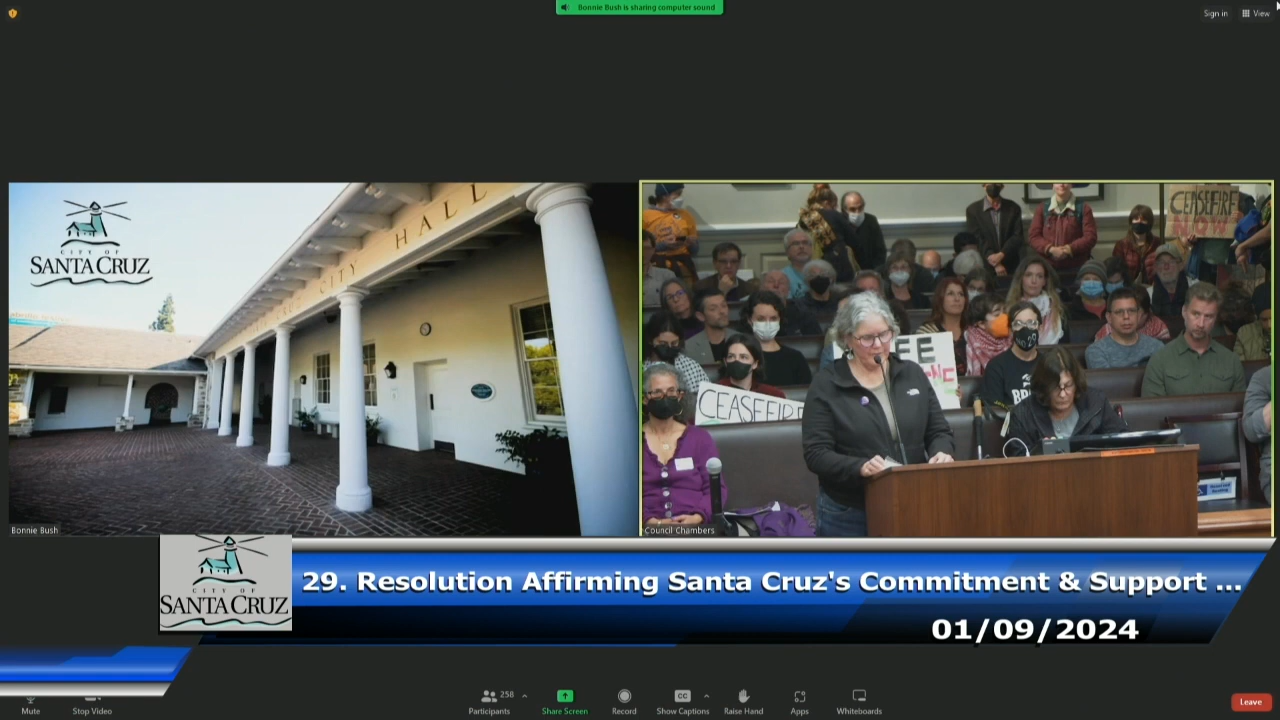 Bonnie Bush is sharing computer sound
Sign in
View
CITY OF
SANTA CRUZ
CITY HALL
Bonnie Bush
CEASEFIRE
NOW
CEASEFIRE
Council Chambers
CITY OF
SANTA CRUZ
29. Resolution Affirming Santa Cruz's Commitment & Support ...
01/09/2024
Mute
Stop Video
Participants
258
Share Screen
Record
CC
Show Captions
Raise Hand
Apps
Whiteboards
Leave